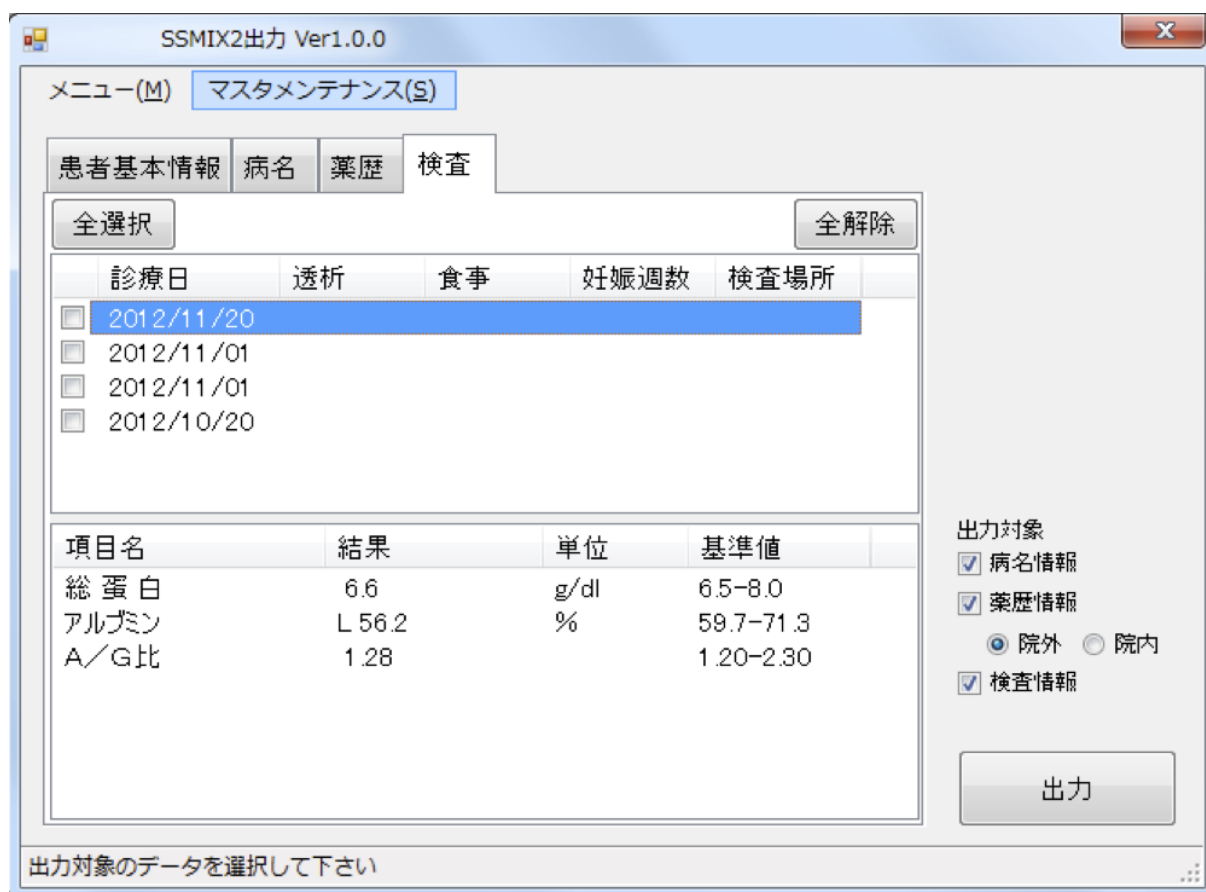 SSMIX2出力 Ver1.0.0
メニュー(M) マスタメンテナンス(S)
患者基本情報 病名 薬歴 検査
全選択 全解除
診療日 透析 食事 妊娠週数 検査場所
2012/11/20
2012/11/01
2012/11/01
2012/10/20
項目名 結果 単位 基準値
総 蛋 白 6.6 g/dl 6.5-8.0
アルブミン L 56.2 % 59.7-71.3
A/G比 1.28 1.20-2.30
出力対象
病名情報
薬歴情報
院外 院内
検査情報
出力
出力対象のデータを選択して下さい